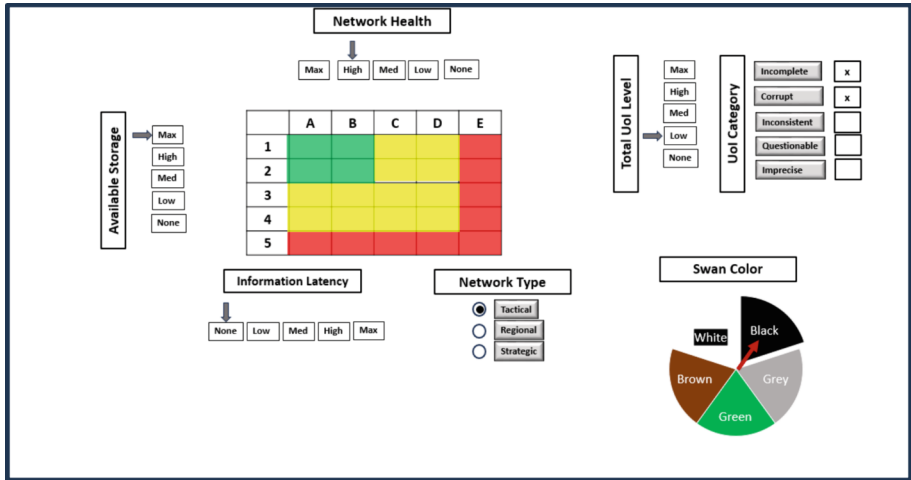 Network Health
Max High Med Low None
Available Storage
Max
High
Med
Low
None
A B C D E
1
2
3
4
5
Total UoI Level
Max
High
Med
Low
None
UoI Category
Incomplete x
Corrupt x
Inconsistent
Questionable
Imprecise
Information Latency
None Low Med High Max
Network Type
Tactical
Regional
Strategic
Swan Color
White
Black
Brown
Grey
Green